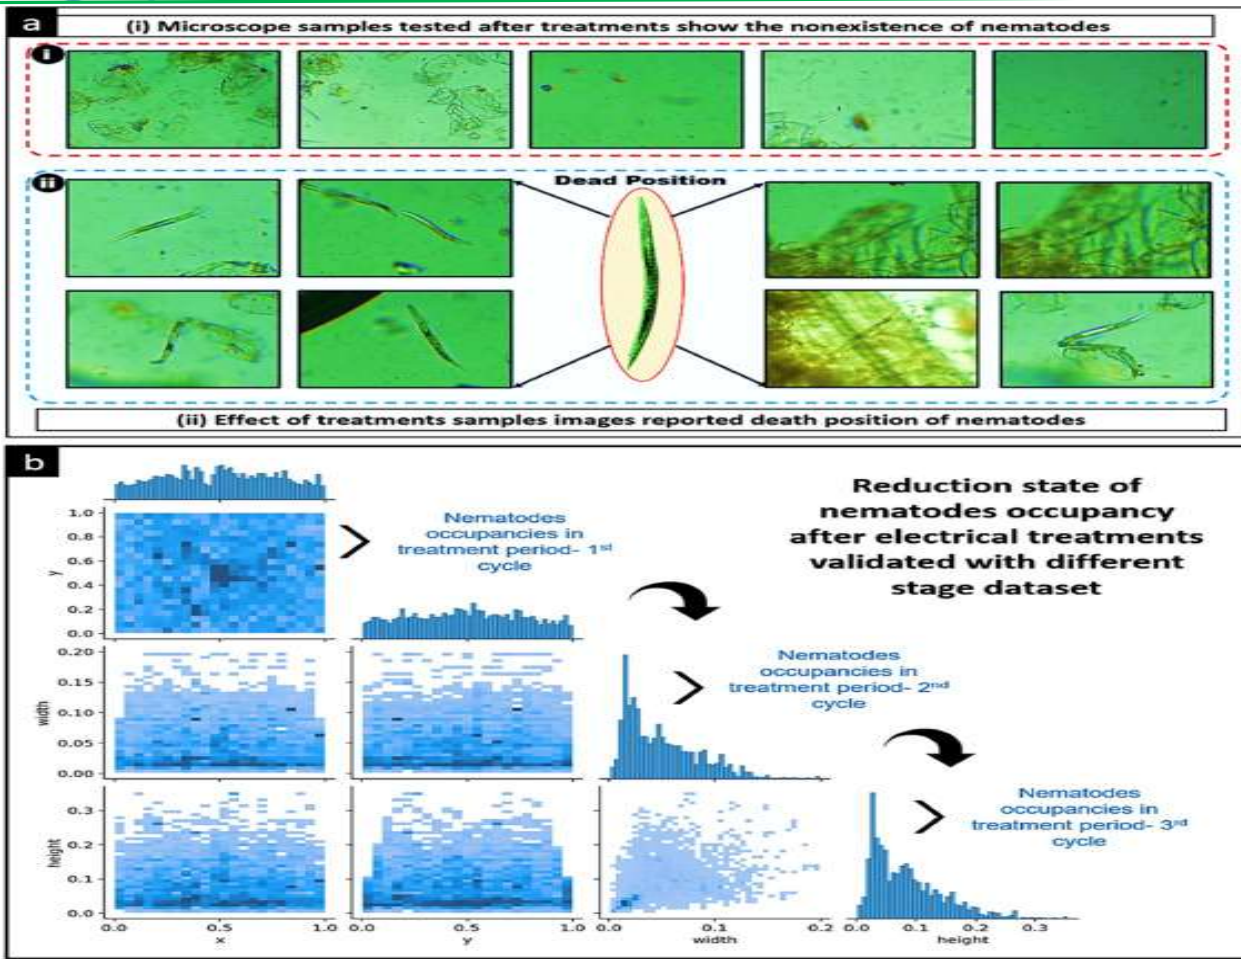 a
(i) Microscope samples tested after treatments show the nonexistence of nematodes
i
ii
Dead Position
(ii) Effect of treatments samples images reported death position of nematodes
b
Reduction state of
nematodes occupancy
after electrical treatments
validated with different
stage dataset
Nematodes
occupancies in
treatment period- 1st
cycle
1.0
0.8
0.6
0.4
0.2
0.0
y
Nematodes
occupancies in
treatment period- 2nd
cycle
0.20
0.15
0.10
0.05
0.00
width
Nematodes
occupancies in
treatment period- 3rd
cycle
0.3
0.2
0.1
0.0
height
0.0 0.5 1.0
x
0.0 0.5 1.0
y
0.0 0.1 0.2
width
0.0 0.1 0.2 0.3
height